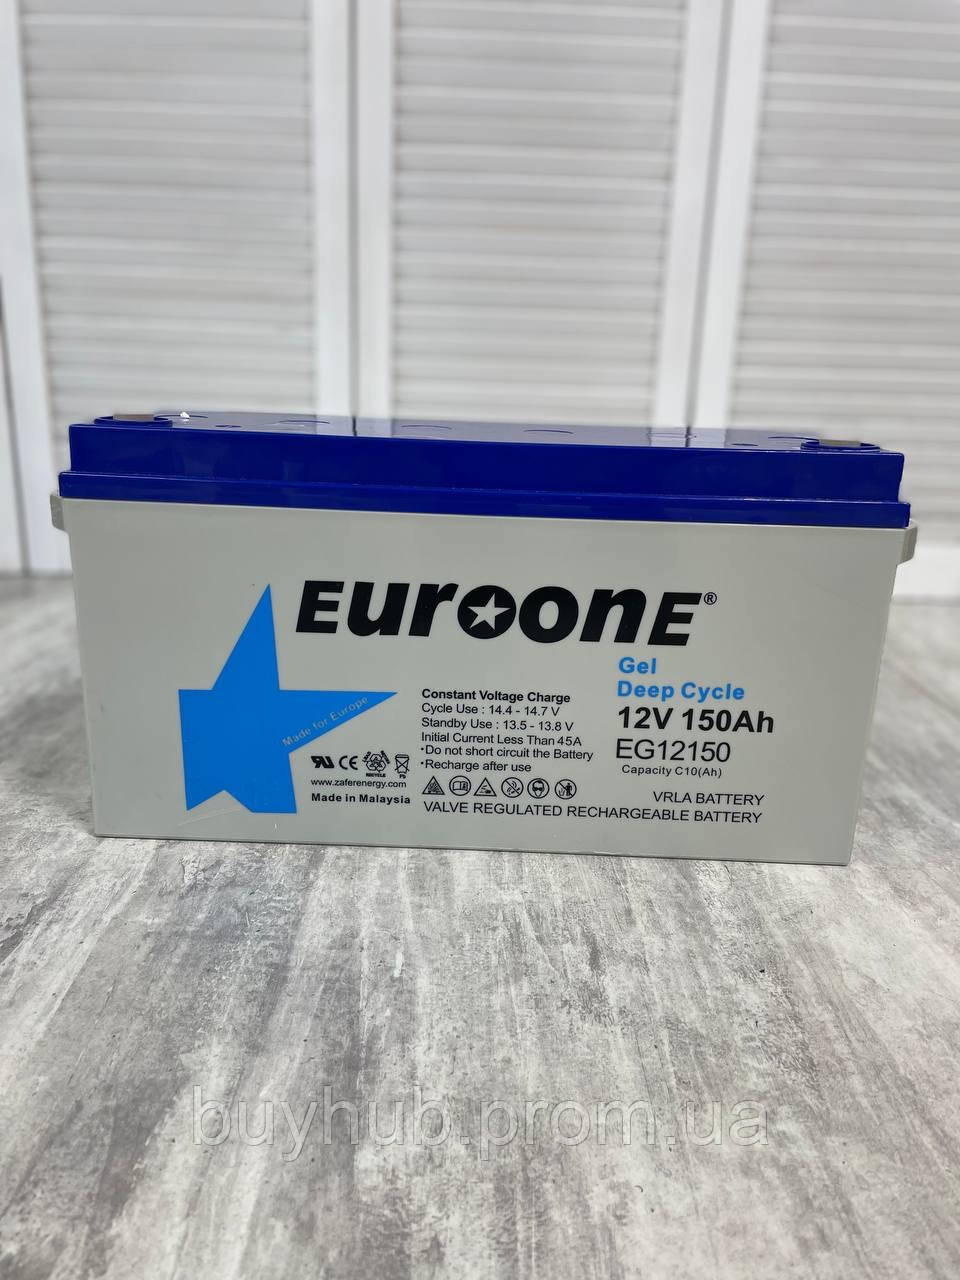 EuroonE®
Gel
Deep Cycle
12V 150Ah
EG12150
Capacity C10(Ah)
Made for Europe
Constant Voltage Charge
Cycle Use : 14.4 - 14.7 V
Standby Use : 13.5 - 13.8 V
Initial Current Less Than 45A
•Do not short circuit the Battery
•Recharge after use
CE
RECYCLE
Pb
www.zaferenergy.com
Made in Malaysia
VRLA BATTERY
VALVE REGULATED RECHARGEABLE BATTERY
buyhub.prom.ua